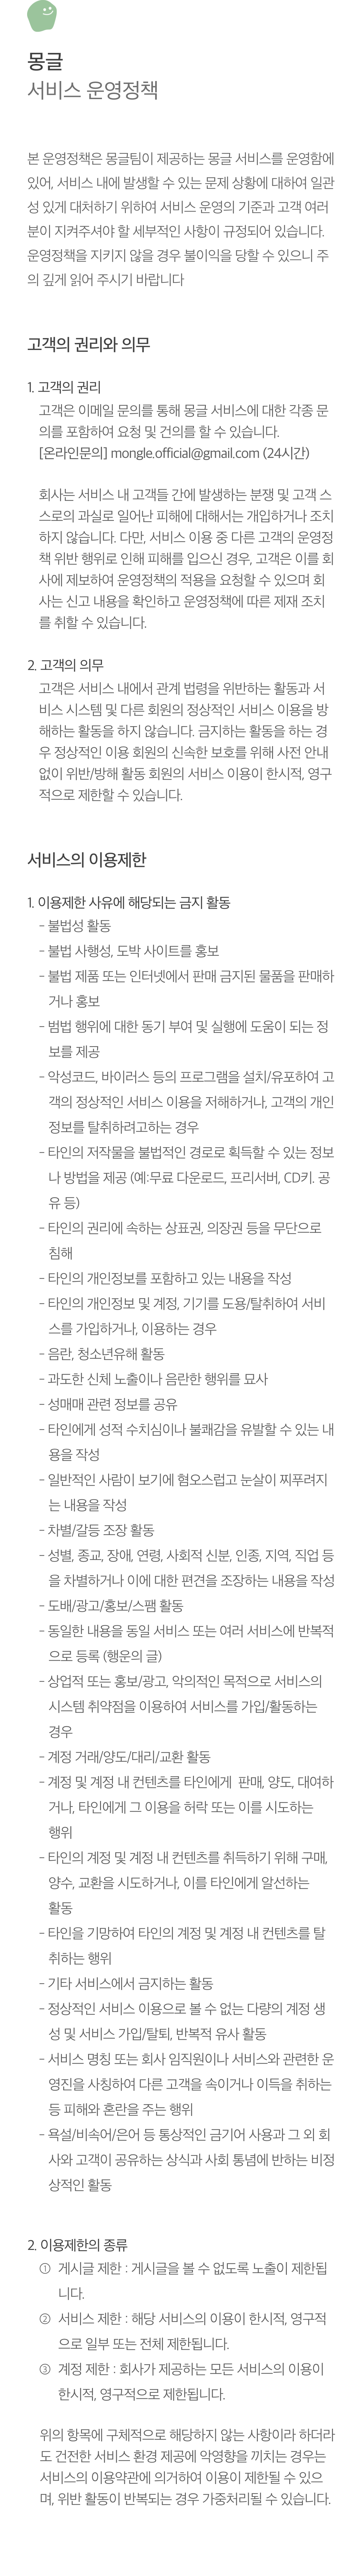 몽글
서비스 운영정책
본 운영정책은 몽글팀이 제공하는 몽글 서비스를 운영함에
있어, 서비스 내에 발생할 수 있는 문제 상황에 대하여 일관
성 있게 대처하기 위하여 서비스 운영의 기준과 고객 여러
분이 지켜주셔야 할 세부적인 사항이 규정되어 있습니다.
운영정책을 지키지 않을 경우 불이익을 당할 수 있으니 주
의 깊게 읽어 주시기 바랍니다
고객의 권리와 의무
1. 고객의 권리
고객은 이메일 문의를 통해 몽글 서비스에 대한 각종 문
의를 포함하여 요청 및 건의를 할 수 있습니다.
[온라인문의] mongle.official@gmail.com (24시간)
회사는 서비스 내 고객들 간에 발생하는 분쟁 및 고객 스
스로의 과실로 일어난 피해에 대해서는 개입하거나 조치
하지 않습니다. 다만, 서비스 이용 중 다른 고객의 운영정
책 위반 행위로 인해 피해를 입으신 경우, 고객은 이를 회
사에 제보하여 운영정책의 적용을 요청할 수 있으며 회
사는 신고 내용을 확인하고 운영정책에 따른 제재 조치
를 취할 수 있습니다.
2. 고객의 의무
고객은 서비스 내에서 관계 법령을 위반하는 활동과 서
비스 시스템 및 다른 회원의 정상적인 서비스 이용을 방
해하는 활동을 하지 않습니다. 금지하는 활동을 하는 경
우 정상적인 이용 회원의 신속한 보호를 위해 사전 안내
없이 위반/방해 활동 회원의 서비스 이용이 한시적, 영구
적으로 제한할 수 있습니다.
서비스의 이용제한
1. 이용제한 사유에 해당되는 금지 활동
- 불법성 활동
- 불법 사행성, 도박 사이트를 홍보
- 불법 제품 또는 인터넷에서 판매 금지된 물품을 판매하
거나 홍보
- 범법 행위에 대한 동기 부여 및 실행에 도움이 되는 정
보를 제공
- 악성코드, 바이러스 등의 프로그램을 설치/유포하여 고
객의 정상적인 서비스 이용을 저해하거나, 고객의 개인
정보를 탈취하려고하는 경우
- 타인의 저작물을 불법적인 경로로 획득할 수 있는 정보
나 방법을 제공 (예:무료 다운로드, 프리서버, CD키. 공
유 등)
- 타인의 권리에 속하는 상표권, 의장권 등을 무단으로
침해
- 타인의 개인정보를 포함하고 있는 내용을 작성
- 타인의 개인정보 및 계정, 기기를 도용/탈취하여 서비
스를 가입하거나, 이용하는 경우
- 음란, 청소년유해 활동
- 과도한 신체 노출이나 음란한 행위를 묘사
- 성매매 관련 정보를 공유
- 타인에게 성적 수치심이나 불쾌감을 유발할 수 있는 내
용을 작성
- 일반적인 사람이 보기에 혐오스럽고 눈살이 찌푸려지
는 내용을 작성
- 차별/갈등 조장 활동
- 성별, 종교, 장애, 연령, 사회적 신분, 인종, 지역, 직업 등
을 차별하거나 이에 대한 편견을 조장하는 내용을 작성
- 도배/광고/홍보/스팸 활동
- 동일한 내용을 동일 서비스 또는 여러 서비스에 반복적
으로 등록 (행운의 글)
- 상업적 또는 홍보/광고, 악의적인 목적으로 서비스의
시스템 취약점을 이용하여 서비스를 가입/활동하는
경우
- 계정 거래/양도/대리/교환 활동
- 계정 및 계정 내 컨텐츠를 타인에게 판매, 양도, 대여하
거나, 타인에게 그 이용을 허락 또는 이를 시도하는
행위
- 타인의 계정 및 계정 내 컨텐츠를 취득하기 위해 구매,
양수, 교환을 시도하거나, 이를 타인에게 알선하는
활동
- 타인을 기망하여 타인의 계정 및 계정 내 컨텐츠를 탈
취하는 행위
- 기타 서비스에서 금지하는 활동
- 정상적인 서비스 이용으로 볼 수 없는 다량의 계정 생
성 및 서비스 가입/탈퇴, 반복적 유사 활동
- 서비스 명칭 또는 회사 임직원이나 서비스와 관련한 운
영진을 사칭하여 다른 고객을 속이거나 이득을 취하는
등 피해와 혼란을 주는 행위
- 욕설/비속어/은어 등 통상적인 금기어 사용과 그 외 회
사와 고객이 공유하는 상식과 사회 통념에 반하는 비정
상적인 활동
2. 이용제한의 종류
① 게시글 제한 : 게시글을 볼 수 없도록 노출이 제한됩
니다.
② 서비스 제한 : 해당 서비스의 이용이 한시적, 영구적
으로 일부 또는 전체 제한됩니다.
③ 계정 제한 : 회사가 제공하는 모든 서비스의 이용이
한시적, 영구적으로 제한됩니다.
위의 항목에 구체적으로 해당하지 않는 사항이라 하더라
도 건전한 서비스 환경 제공에 악영향을 끼치는 경우는
서비스의 이용약관에 의거하여 이용이 제한될 수 있으
며, 위반 활동이 반복되는 경우 가중처리될 수 있습니다.